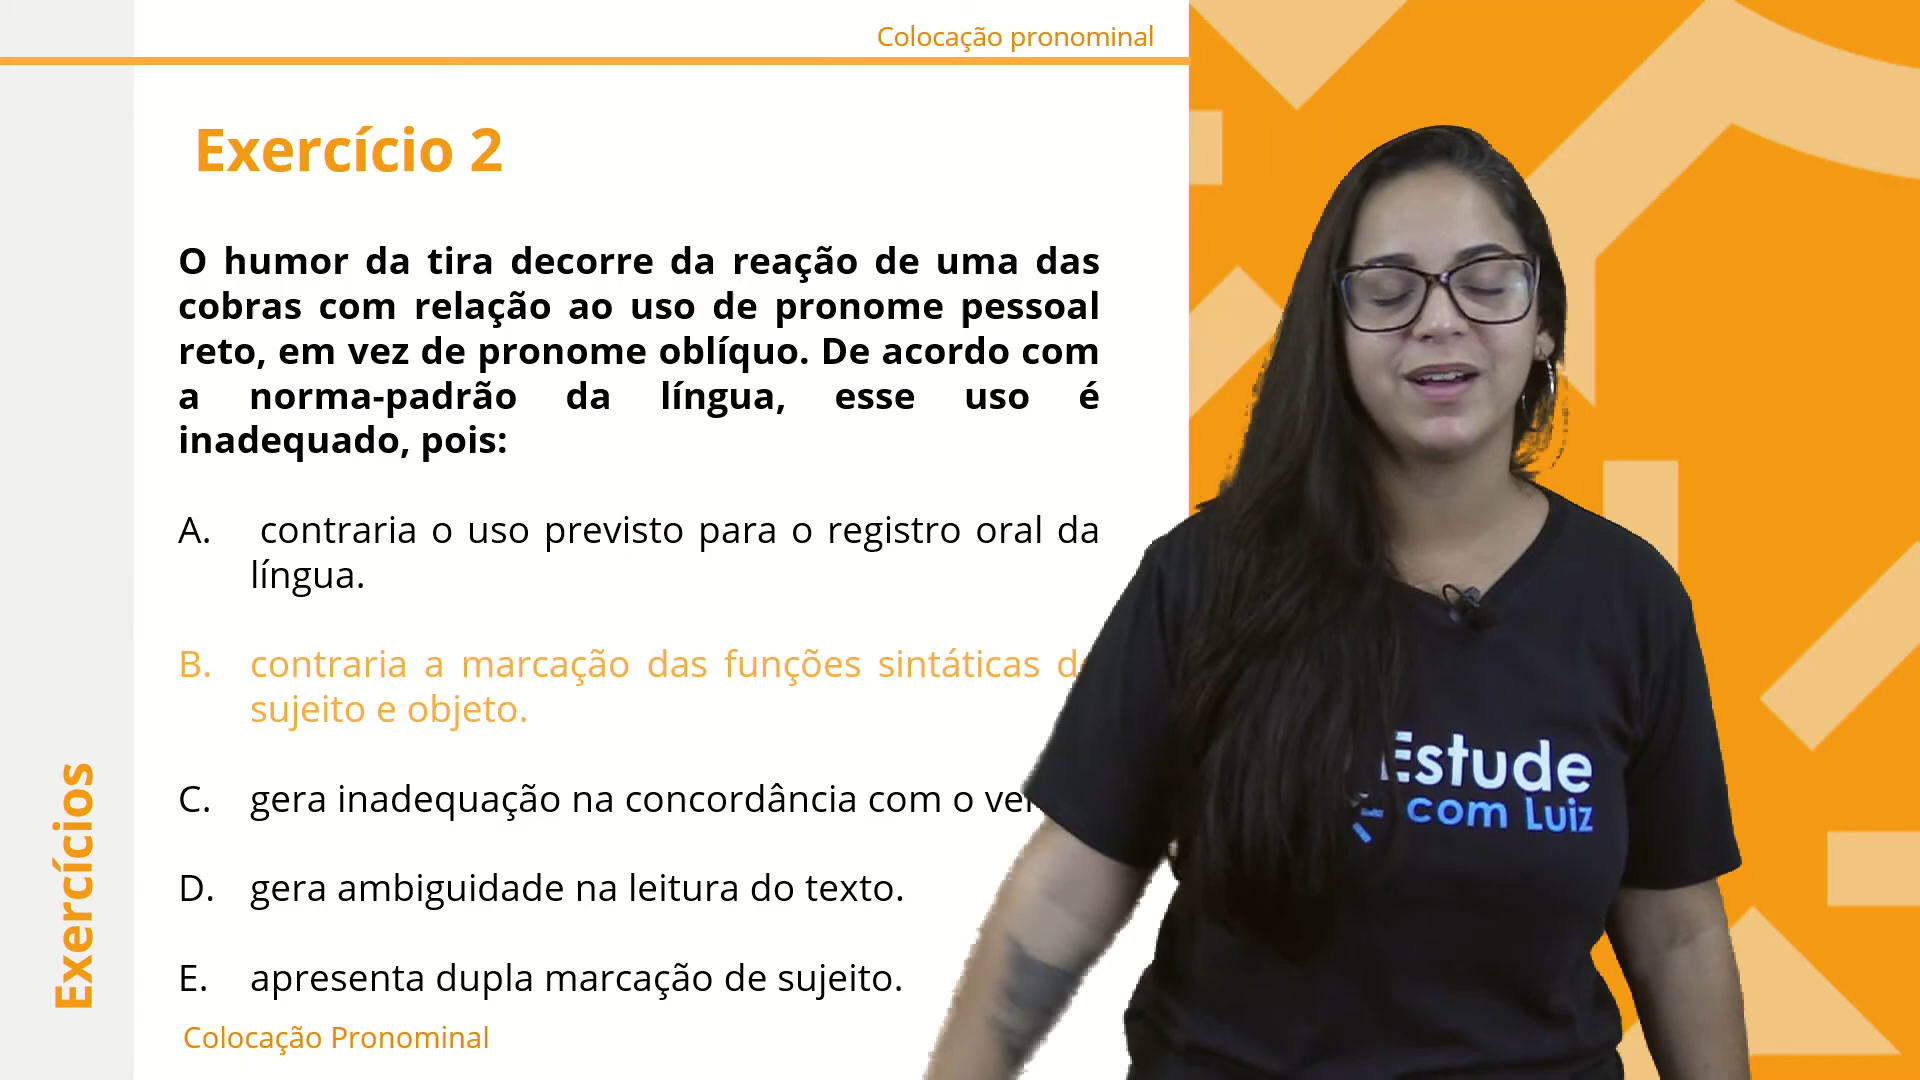 Colocação pronominal
Exercício 2
O humor da tira decorre da reação de uma das
cobras com relação ao uso de pronome pessoal
reto, em vez de pronome oblíquo. De acordo com
a norma-padrão da língua, esse uso é
inadequado, pois:
A. contraria o uso previsto para o registro oral da
língua.
B. contraria a marcação das funções sintáticas
sujeito e objeto.
C. gera inadequação na concordância com o
D. gera ambiguidade na leitura do texto.
E. apresenta dupla marcação de sujeito.
Colocação Pronominal
Exercícios
Estude
com Luiz